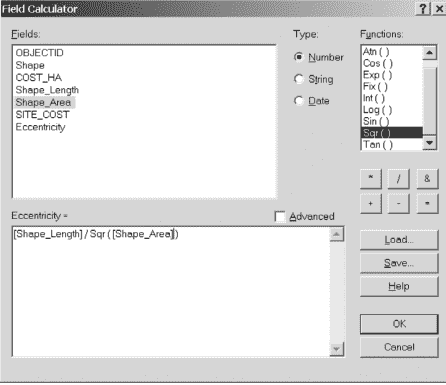 Field Calculator
Fields:
OBJECTID
Shape
COST_HA
Shape_Length
Shape_Area
SITE_COST
Eccentricity
Type:
Number
String
Date
Functions:
Atn ( )
Cos ( )
Exp ( )
Fix ( )
Int ( )
Log ( )
Sin ( )
Sqr ( )
Tan ( )
* / &
+ - =
Eccentricity =
Advanced
[Shape_Length] / Sqr ( [Shape_Area])
Load...
Save...
Help
OK
Cancel